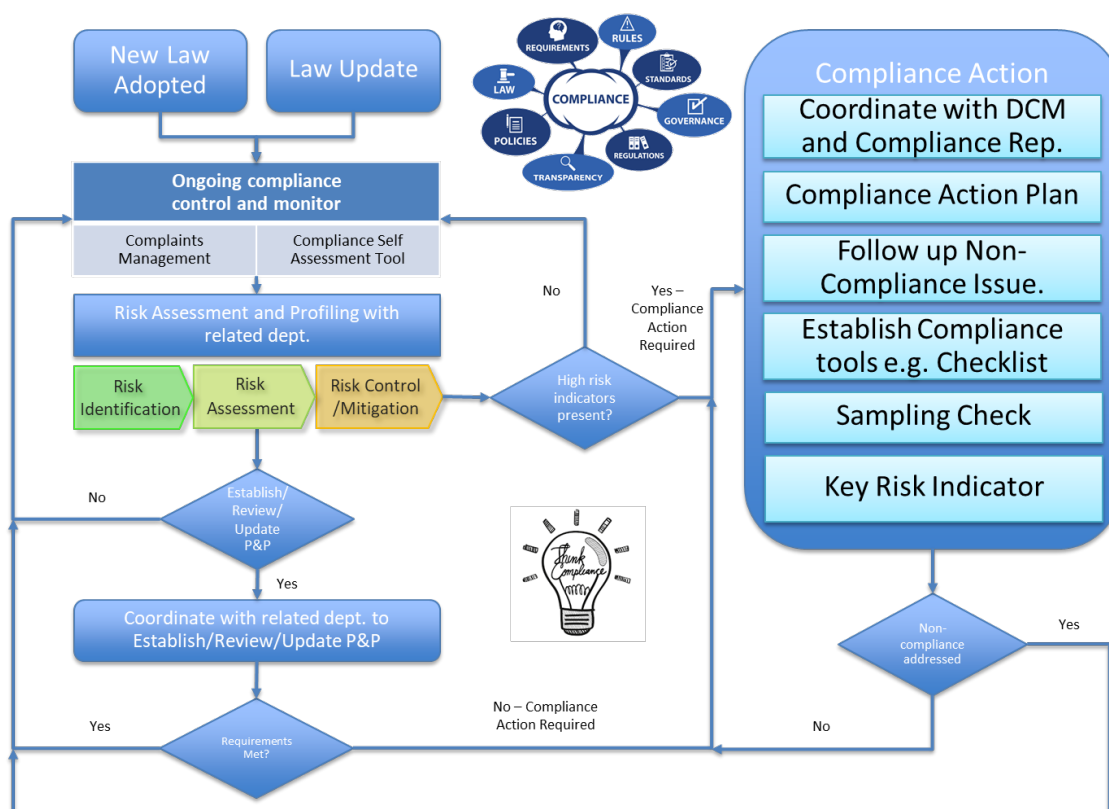 New Law
Adopted
Law Update
REQUIREMENTS
RULES
LAW
STANDARDS
COMPLIANCE
GOVERNANCE
POLICIES
REGULATIONS
TRANSPARENCY
Ongoing compliance
control and monitor
Complaints
Management
Compliance Self
Assessment Tool
Risk Assessment and Profiling with
related dept.
Risk
Identification
Risk
Assessment
Risk Control
/Mitigation
High risk
indicators
present?
No
Yes –
Compliance
Action
Required
No
Establish/
Review/
Update
P&P
Yes
Coordinate with related dept. to
Establish/Review/Update P&P
Yes
Requirements
Met?
No – Compliance
Action Required
Think
Compliance
Compliance Action
Coordinate with DCM
and Compliance Rep.
Compliance Action Plan
Follow up Non-
Compliance Issue.
Establish Compliance
tools e.g. Checklist
Sampling Check
Key Risk Indicator
Non-
compliance
addressed
Yes
No